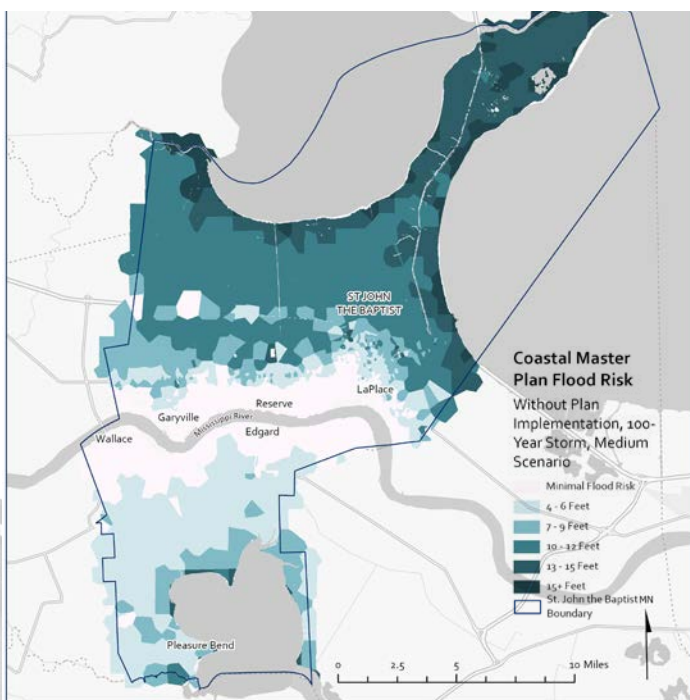 ST JOHN
THE BAPTIST
LaPlace
Reserve
Garyville
Mississippi River
Edgard
Wallace
Pleasure Bend
Coastal Master
Plan Flood Risk
Without Plan
Implementation, 100-
Year Storm, Medium
Scenario
Minimal Flood Risk
4 - 6 Feet
7 - 9 Feet
10 - 12 Feet
13 - 15 Feet
15+ Feet
St. John the BaptistMN
Boundary
0 2.5 5 10 Miles